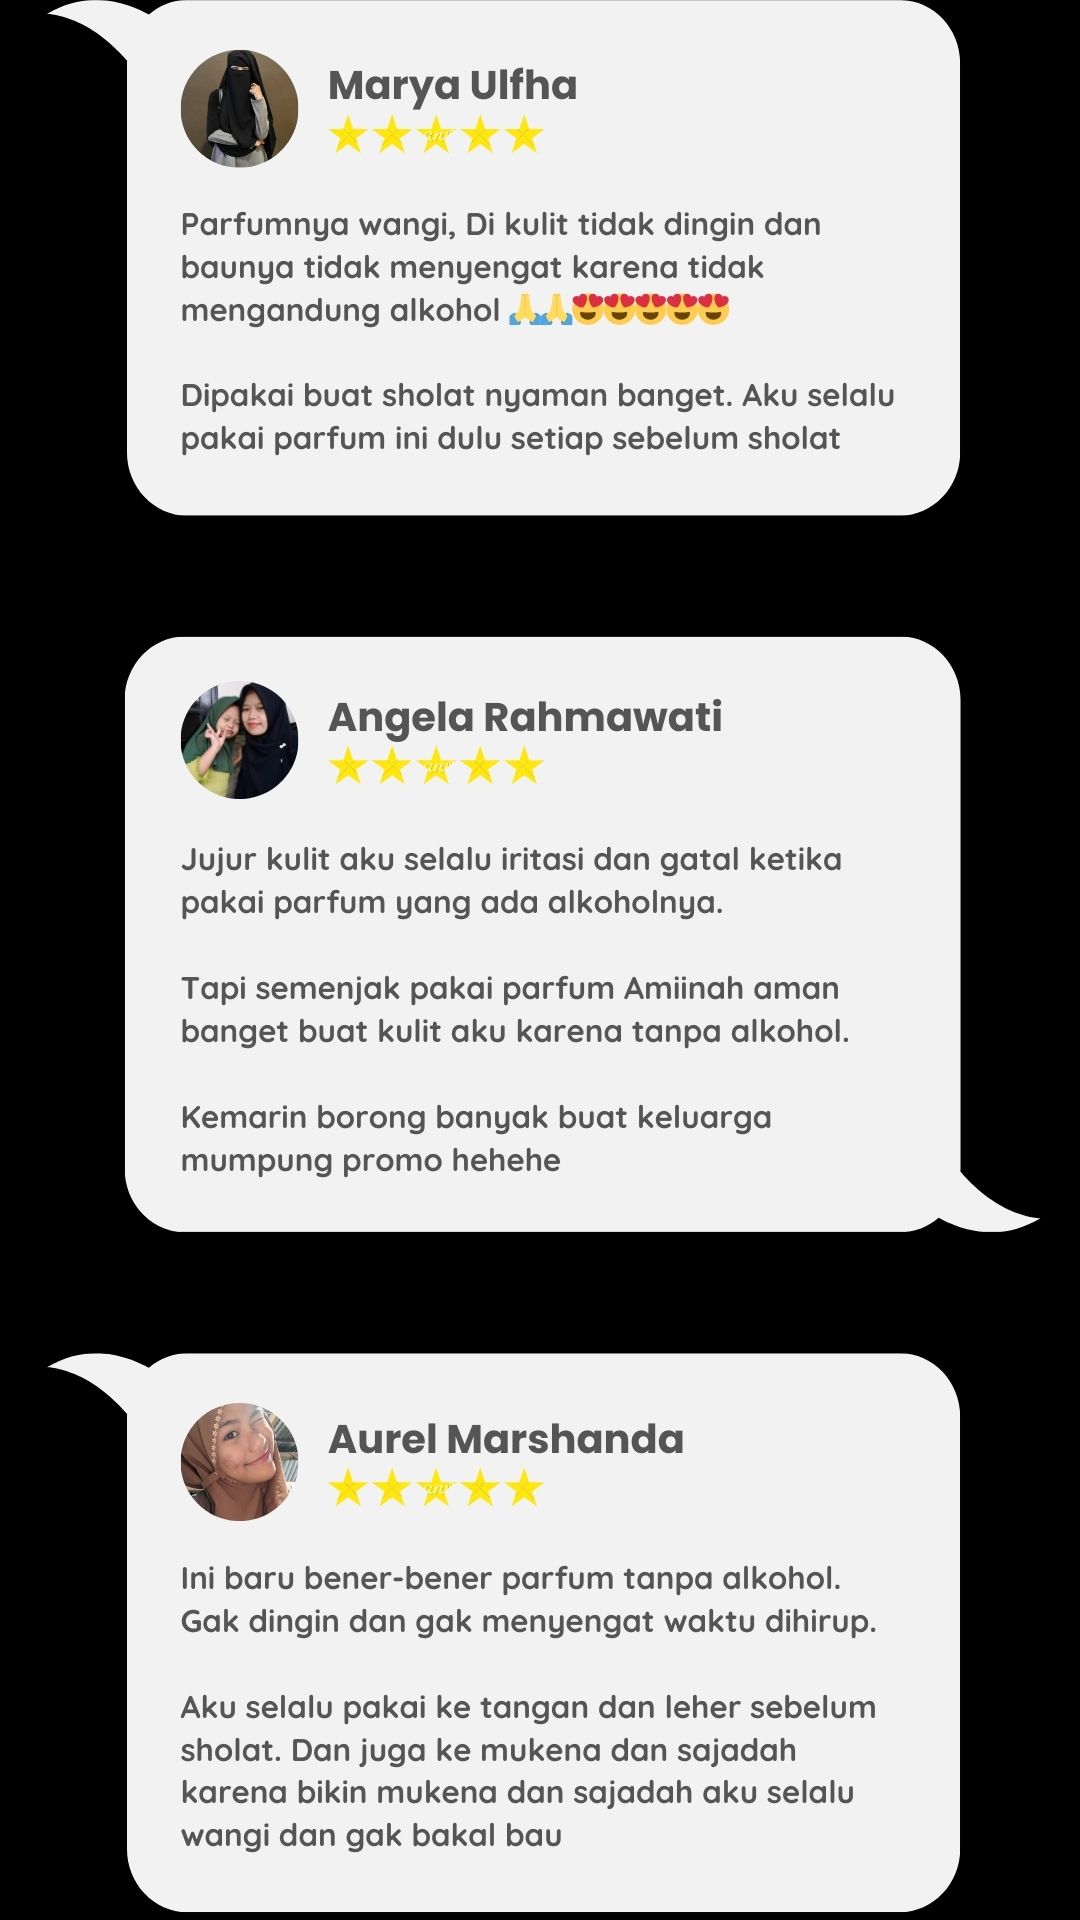 Marya Ulfha
Parfumnya wangi, Di kulit tidak dingin dan
baunya tidak menyengat karena tidak
mengandung alkohol 🙏🙏😍😍😍😍😍
Dipakai buat sholat nyaman banget. Aku selalu
pakai parfum ini dulu setiap sebelum sholat
Angela Rahmawati
Jujur kulit aku selalu iritasi dan gatal ketika
pakai parfum yang ada alkoholnya.
Tapi semenjak pakai parfum Amiinah aman
banget buat kulit aku karena tanpa alkohol.
Kemarin borong banyak buat keluarga
mumpung promo hehehe
Aurel Marshanda
Ini baru bener-bener parfum tanpa alkohol.
Gak dingin dan gak menyengat waktu dihirup.
Aku selalu pakai ke tangan dan leher sebelum
sholat. Dan juga ke mukena dan sajadah
karena bikin mukena dan sajadah aku selalu
wangi dan gak bakal bau